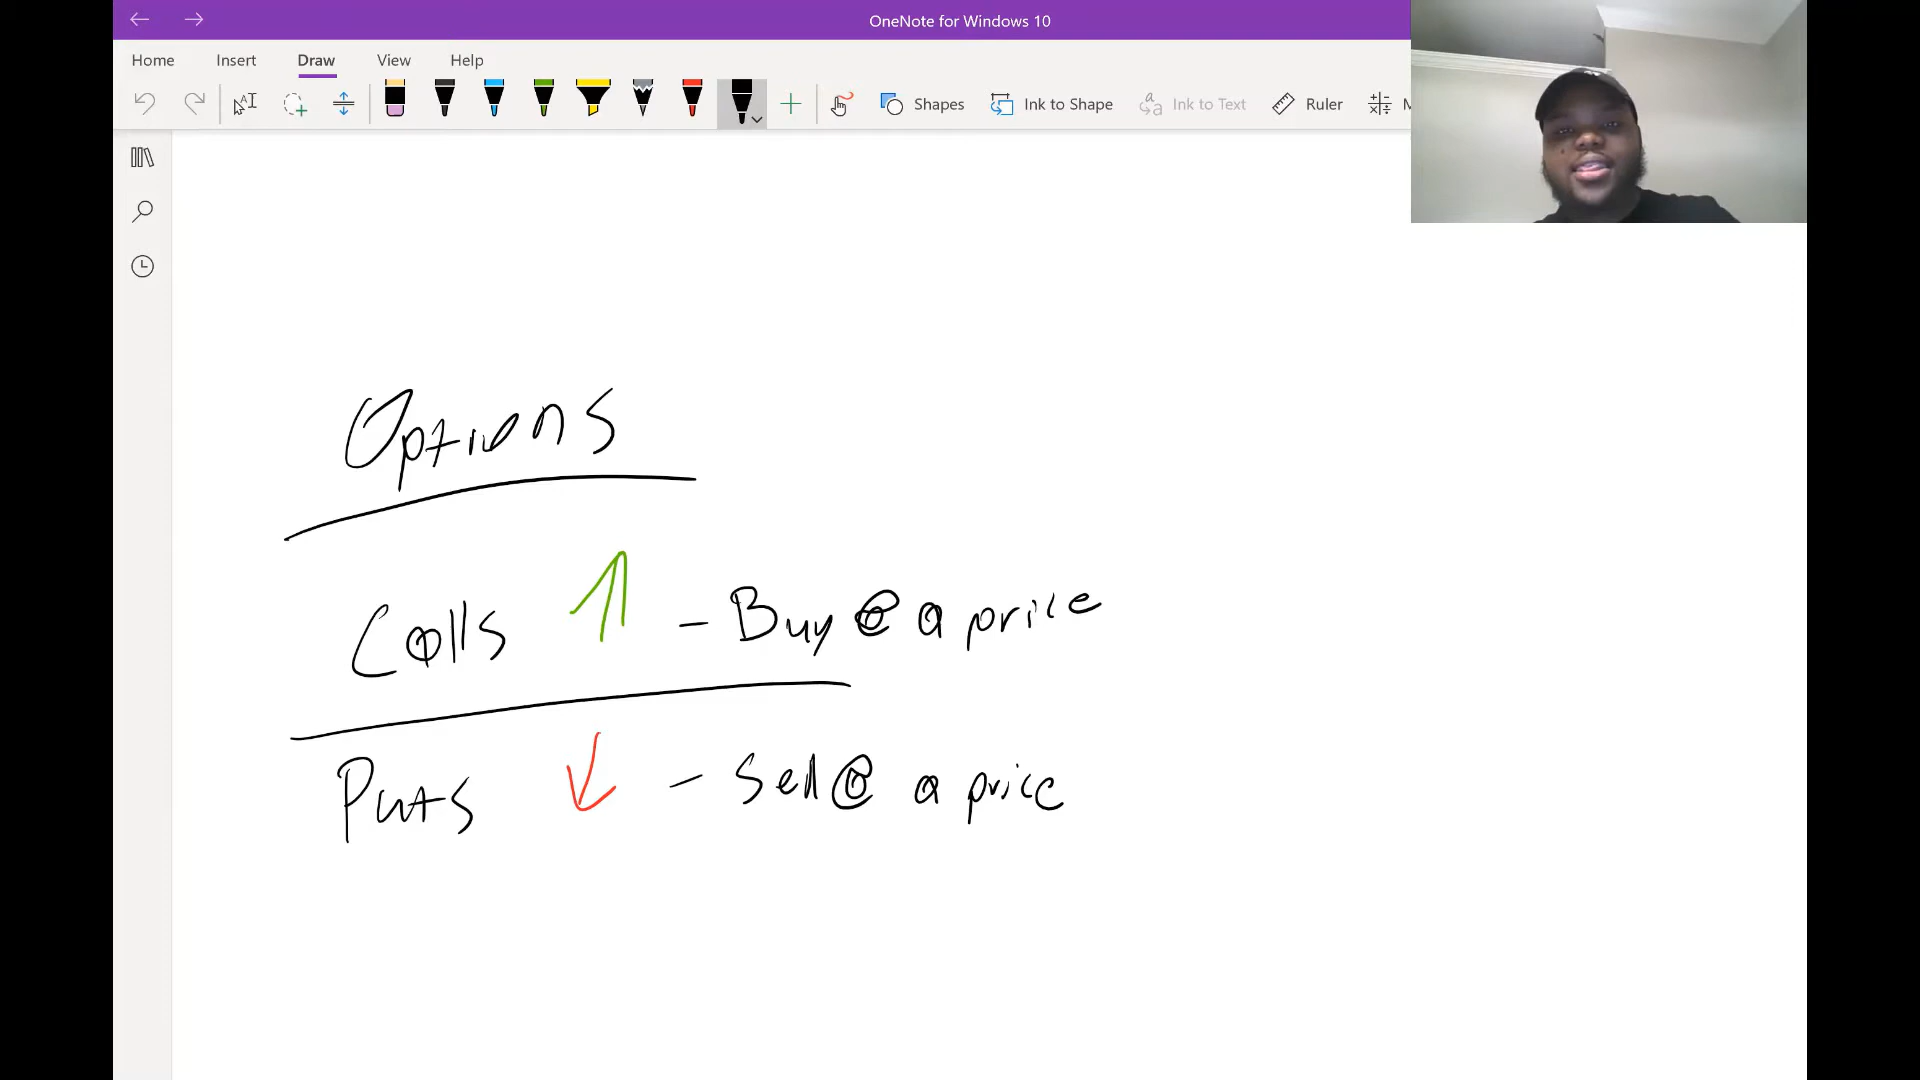 OneNote for Windows 10
Home Insert Draw View Help
Shapes Ink to Shape Ink to Text Ruler M
Options
Calls - Buy @ a price
Puts - Sell @ a price